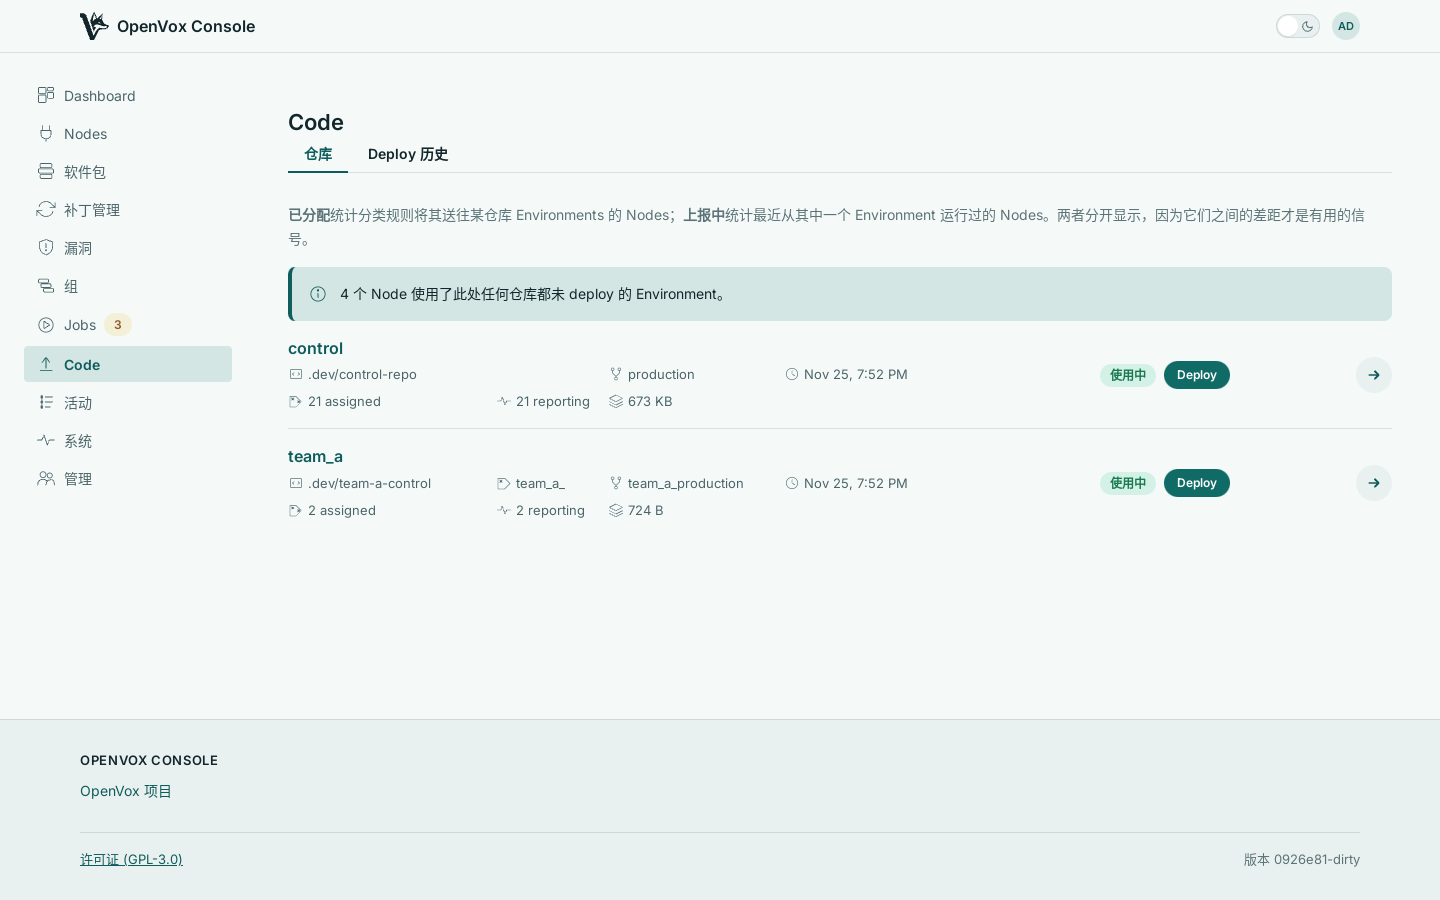 OpenVox Console
AD
Dashboard
Nodes
软件包
补丁管理
漏洞
组
Jobs 3
Code
活动
系统
管理
Code
仓库 Deploy 历史
已分配统计分类规则将其送往某仓库 Environments 的 Nodes；上报中统计最近从其中一个 Environment 运行过的 Nodes。两者分开显示，因为它们之间的差距才是有用的信
号。
4 个 Node 使用了此处任何仓库都未 deploy 的 Environment。
control
.dev/control-repo production Nov 25, 7:52 PM 使用中 Deploy
21 assigned 21 reporting 673 KB
team_a
.dev/team-a-control team_a_ team_a_production Nov 25, 7:52 PM 使用中 Deploy
2 assigned 2 reporting 724 B
OPENVOX CONSOLE
OpenVox 项目
许可证 (GPL-3.0) 版本 0926e81-dirty